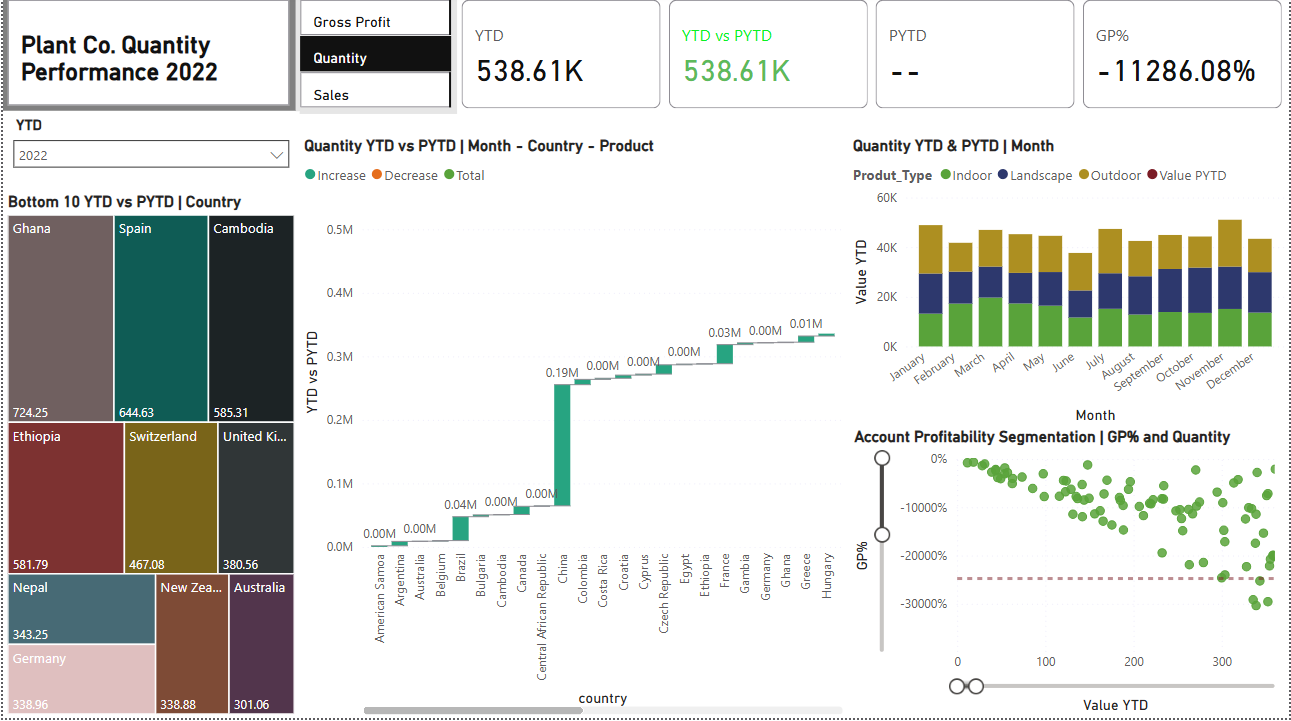 Plant Co. Quantity
Performance 2022
Gross Profit
Quantity
Sales
YTD
538.61K
YTD vs PYTD
538.61K
PYTD
--
GP%
-11286.08%
YTD
2022
Bottom 10 YTD vs PYTD | Country
Ghana
724.25
Spain
644.63
Cambodia
585.31
Ethiopia
581.79
Switzerland
467.08
United Ki...
380.56
Nepal
343.25
Germany
338.96
New Zea...
338.88
Australia
301.06
Quantity YTD vs PYTD | Month - Country - Product
Increase
Decrease
Total
YTD vs PYTD
0.5M
0.4M
0.3M
0.2M
0.1M
0.0M
0.00M
0.00M
0.04M
0.00M
0.00M
0.19M
0.00M
0.00M
0.00M
0.03M
0.00M
0.01M
American Samoa
Argentina
Australia
Belgium
Brazil
Bulgaria
Cambodia
Canada
Central African Republic
China
Colombia
Costa Rica
Croatia
Cyprus
Czech Republic
Egypt
Ethiopia
France
Gambia
Germany
Ghana
Greece
Hungary
country
Quantity YTD & PYTD | Month
Produt_Type
Indoor
Landscape
Outdoor
Value PYTD
Value YTD
60K
40K
20K
0K
January
February
March
April
May
June
July
August
September
October
November
December
Month
Account Profitability Segmentation | GP% and Quantity
GP%
0%
-10000%
-20000%
-30000%
0
100
200
300
Value YTD